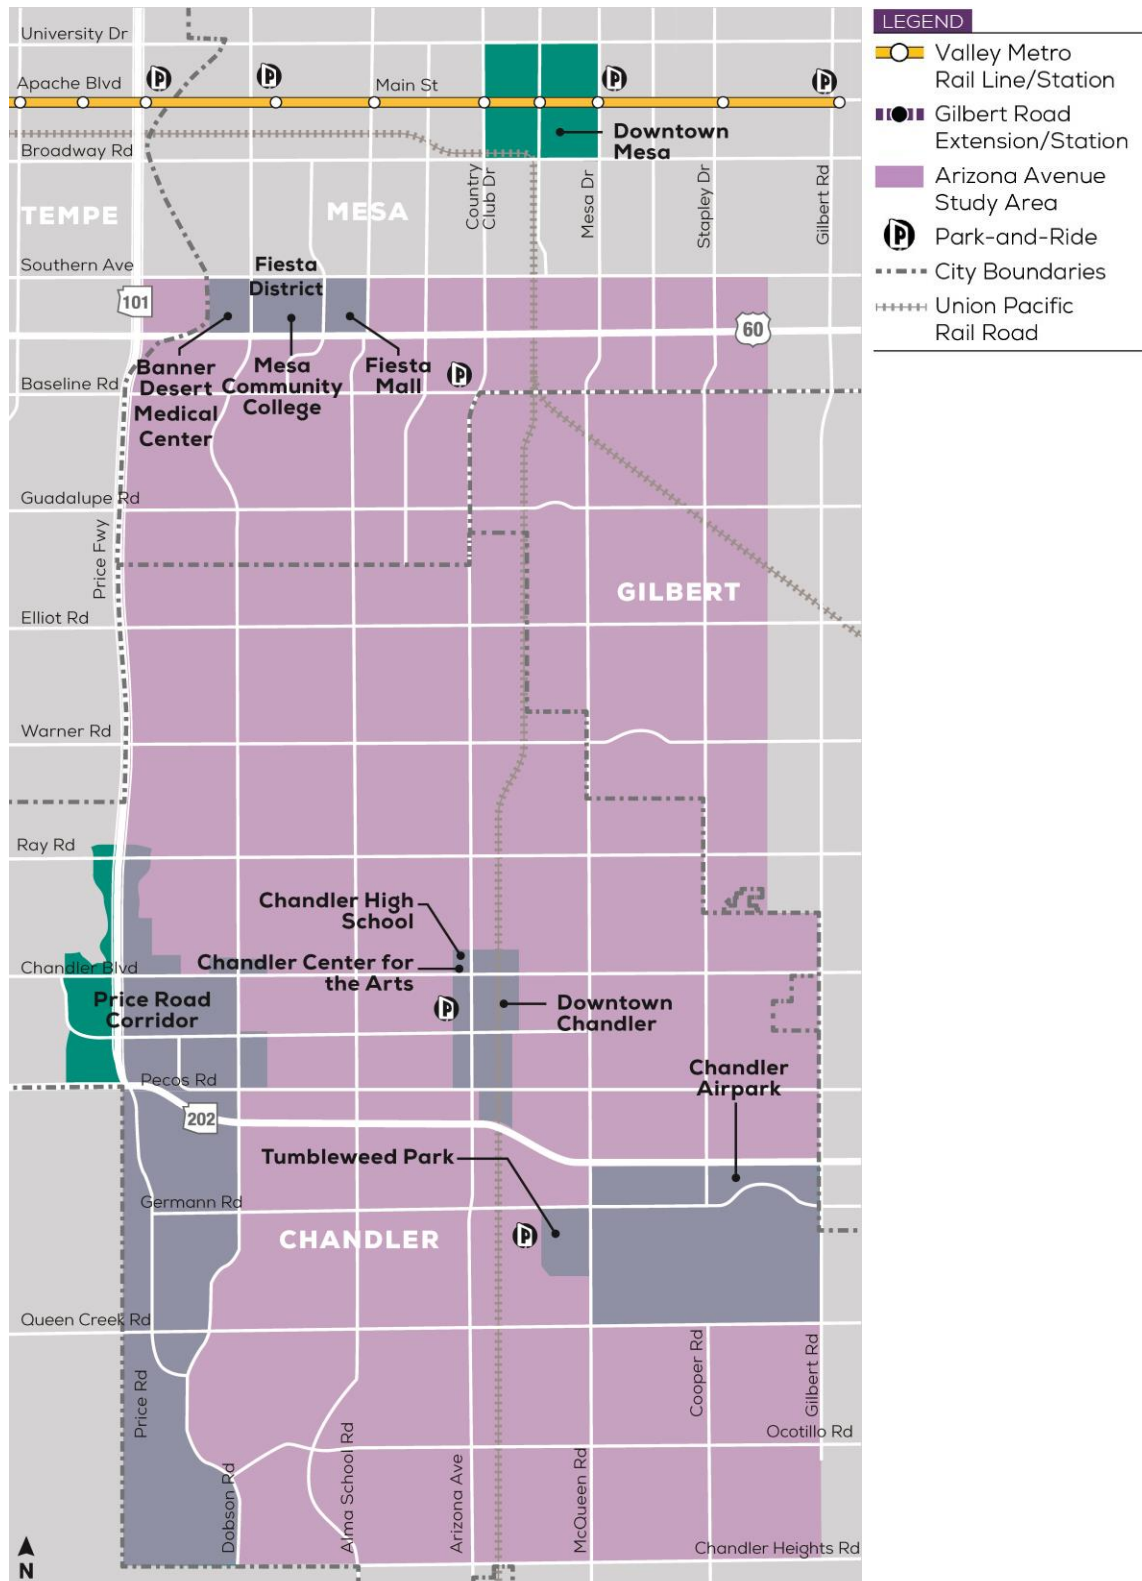 LEGEND
Valley Metro
Rail Line/Station
Gilbert Road
Extension/Station
Arizona Avenue
Study Area
P
Park-and-Ride
City Boundaries
Union Pacific
Rail Road
University Dr
Apache Blvd
P
P
Main St
P
P
Downtown
Mesa
Broadway Rd
TEMPE
MESA
Country
Club Dr
Mesa Dr
Stapley Dr
Gilbert Rd
Southern Ave
Fiesta
District
101
60
Banner
Desert
Medical
Center
Mesa
Community
College
Fiesta
Mall
P
Baseline Rd
Guadalupe Rd
Price Fwy
GILBERT
Elliot Rd
Warner Rd
Ray Rd
Chandler High
School
Chandler Blvd
Chandler Center for
the Arts
Price Road
Corridor
P
Downtown
Chandler
Pecos Rd
Chandler
Airpark
202
Tumbleweed Park
Germann Rd
CHANDLER
P
Queen Creek Rd
Price Rd
Cooper Rd
Gilbert Rd
Ocotillo Rd
Dobson Rd
Alma School Rd
Arizona Ave
McQueen Rd
Chandler Heights Rd
N